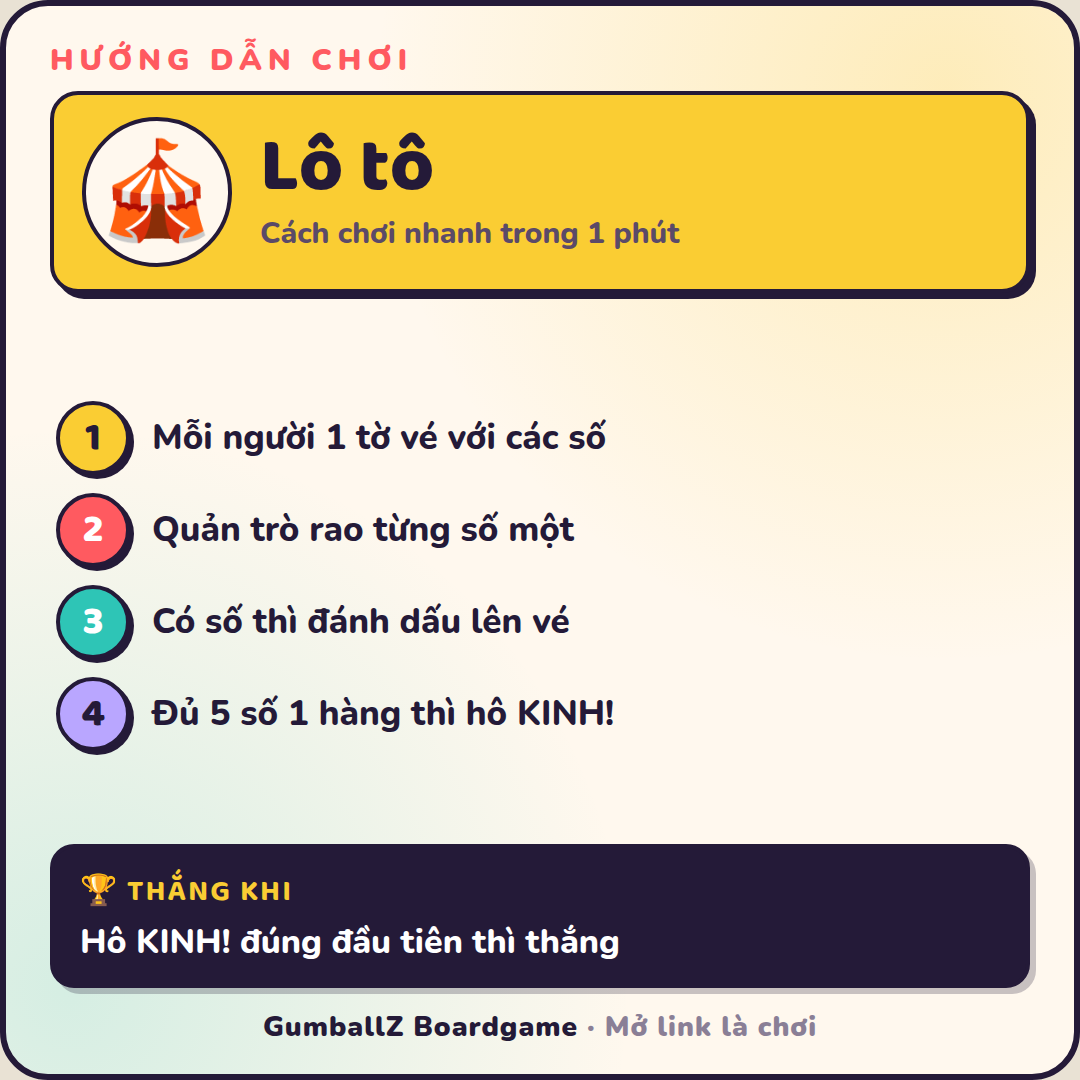 HƯỚNG DẪN CHƠI
Lô tô
Cách chơi nhanh trong 1 phút
1 Mỗi người 1 tờ vé với các số
2 Quản trò rao từng số một
3 Có số thì đánh dấu lên vé
4 Đủ 5 số 1 hàng thì hô KINH!
🏆 THẮNG KHI
Hô KINH! đúng đầu tiên thì thắng
GumballZ Boardgame · Mở link là chơi